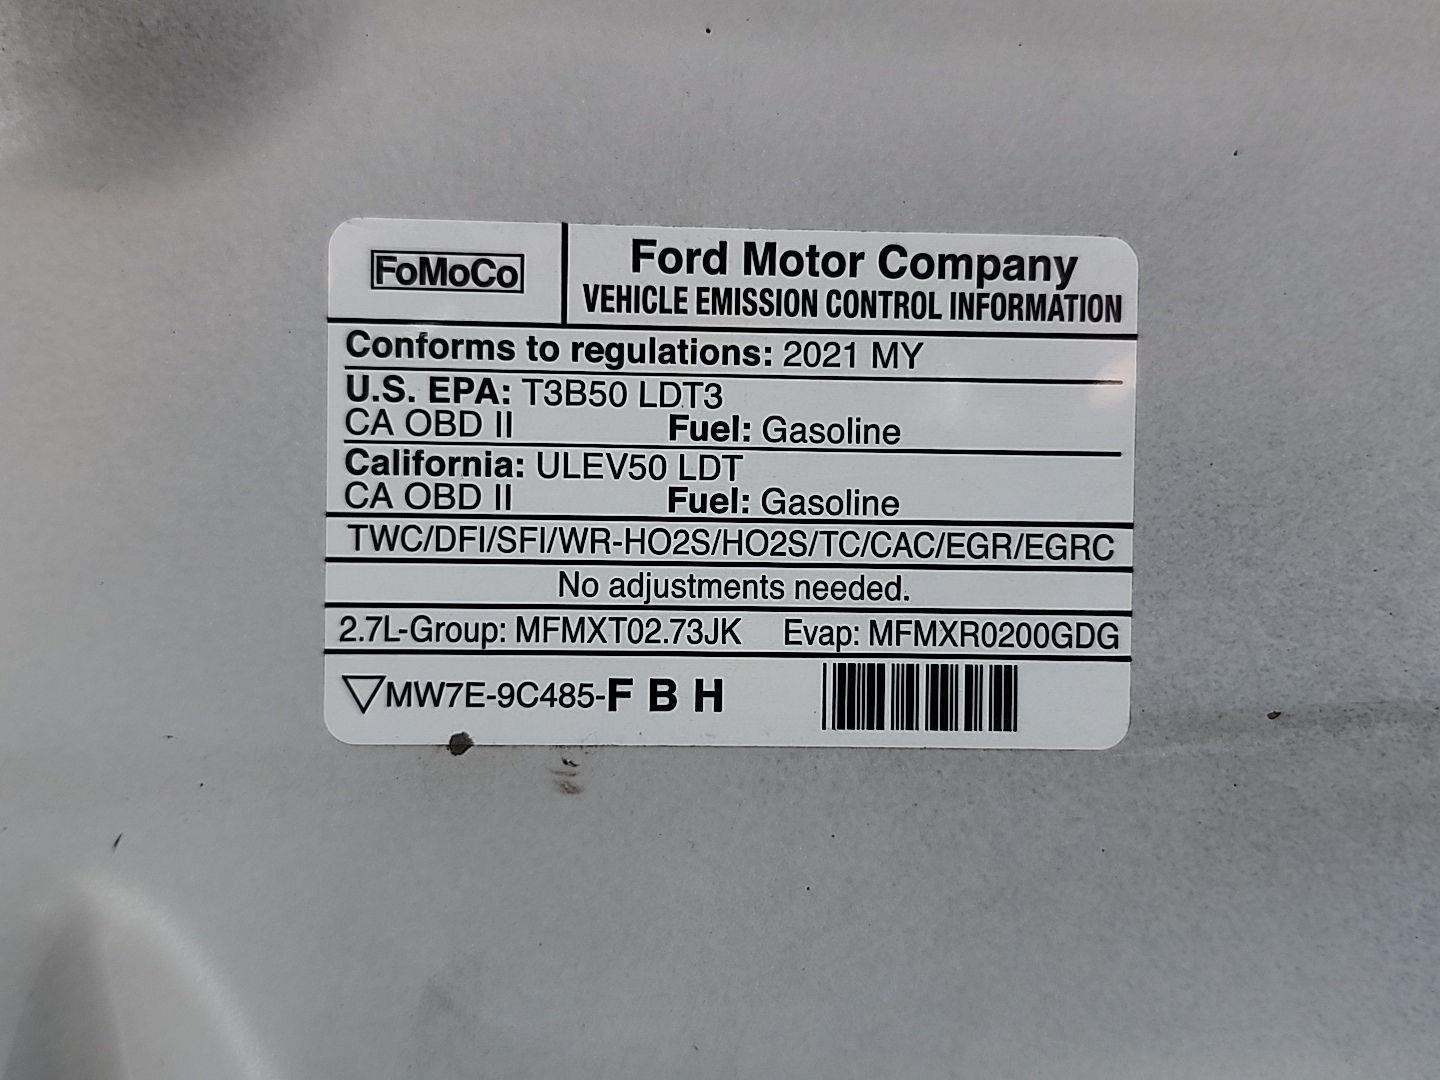 FoMoCo
Ford Motor Company
VEHICLE EMISSION CONTROL INFORMATION
Conforms to regulations: 2021 MY
U.S. EPA: T3B50 LDT3
CA OBD II Fuel: Gasoline
California: ULEV50 LDT
CA OBD II Fuel: Gasoline
TWC/DFI/SFI/WR-HO2S/HO2S/TC/CAC/EGR/EGRC
No adjustments needed.
2.7L-Group: MFMXT02.73JK Evap: MFMXR0200GDG
MW7E-9C485-F B H